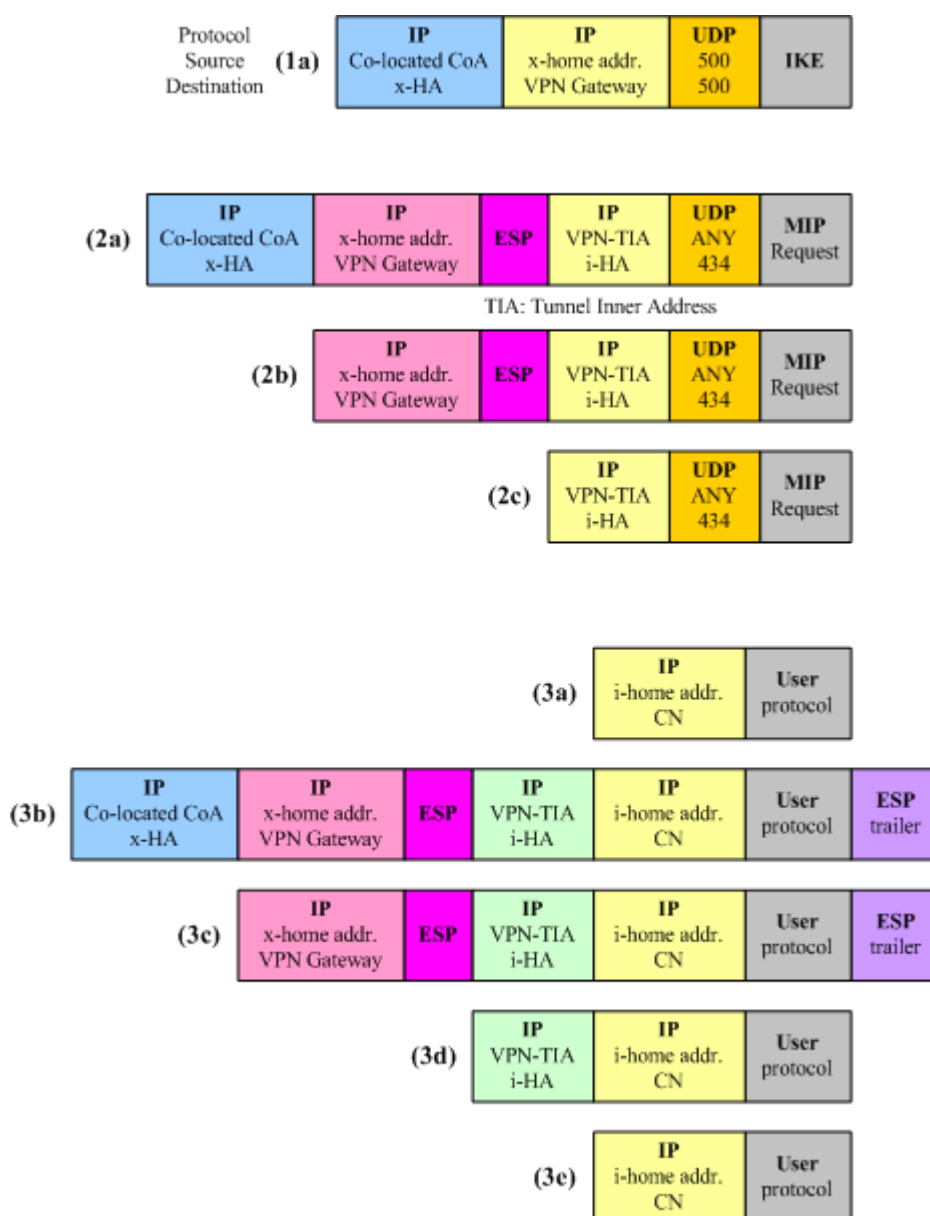 Protocol
Source
Destination
(1a)
IP
Co-located CoA
x-HA
IP
x-home addr.
VPN Gateway
UDP
500
500
IKE
(2a)
IP
Co-located CoA
x-HA
IP
x-home addr.
VPN Gateway
ESP
IP
VPN-TIA
i-HA
UDP
ANY
434
MIP
Request
TIA: Tunnel Inner Address
(2b)
IP
x-home addr.
VPN Gateway
ESP
IP
VPN-TIA
i-HA
UDP
ANY
434
MIP
Request
(2c)
IP
VPN-TIA
i-HA
UDP
ANY
434
MIP
Request
(3a)
IP
i-home addr.
CN
User
protocol
(3b)
IP
Co-located CoA
x-HA
IP
x-home addr.
VPN Gateway
ESP
IP
VPN-TIA
i-HA
IP
i-home addr.
CN
User
protocol
ESP
trailer
(3c)
IP
x-home addr.
VPN Gateway
ESP
IP
VPN-TIA
i-HA
IP
i-home addr.
CN
User
protocol
ESP
trailer
(3d)
IP
VPN-TIA
i-HA
IP
i-home addr.
CN
User
protocol
(3e)
IP
i-home addr.
CN
User
protocol